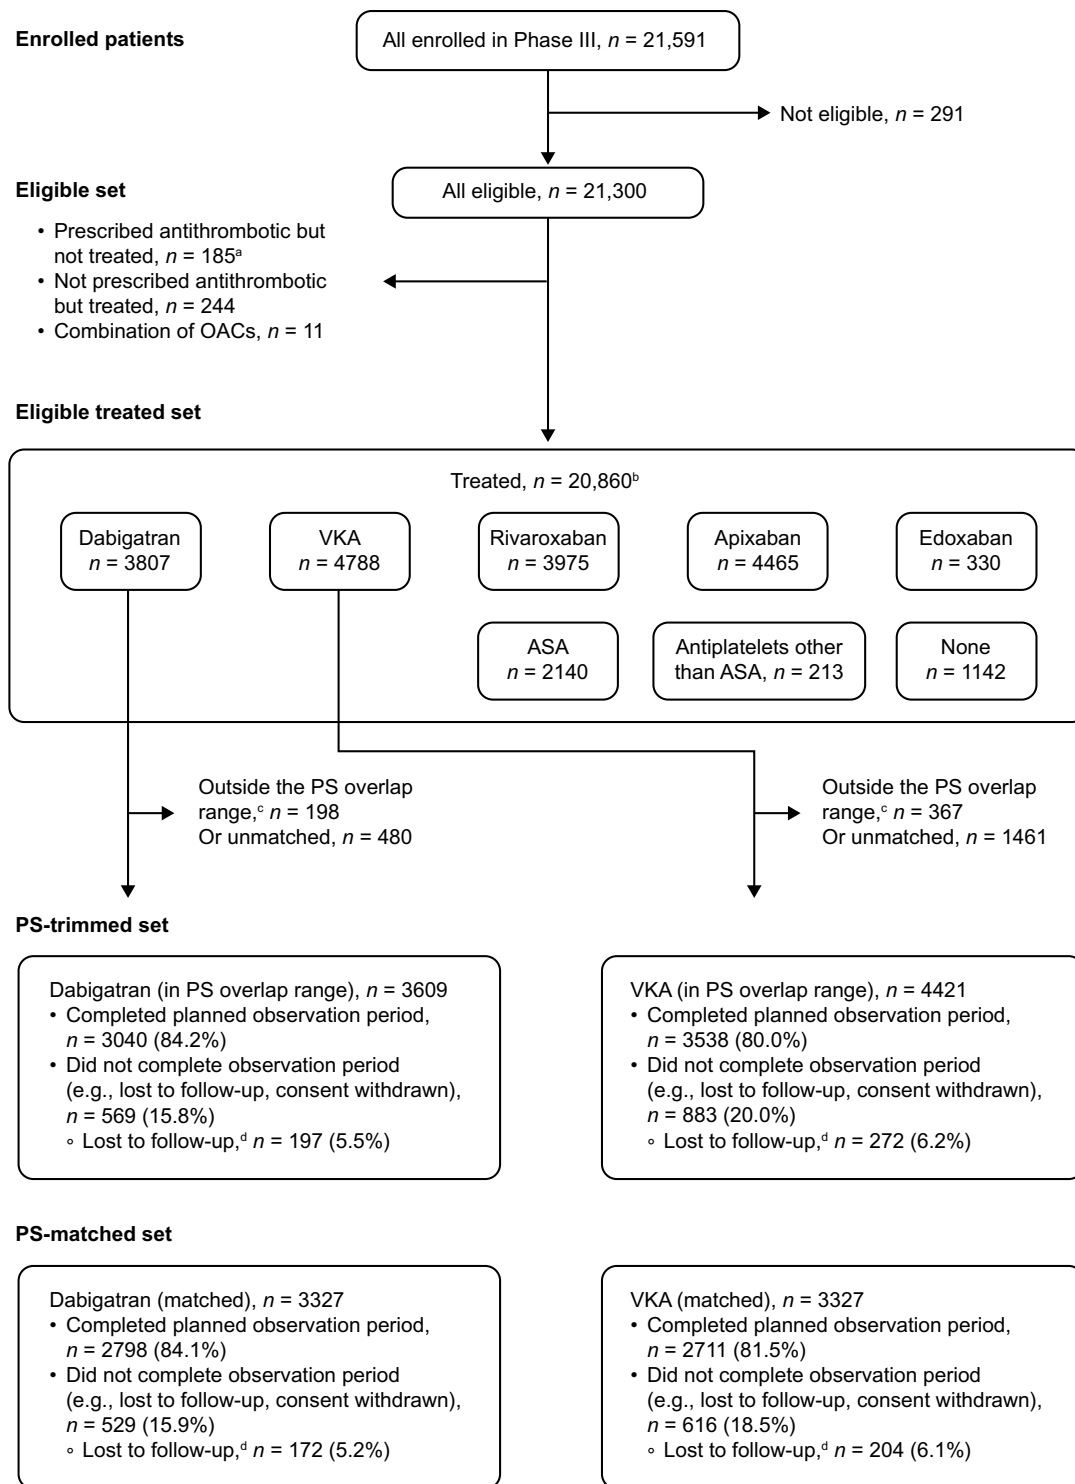 Enrolled patients
All enrolled in Phase III, n = 21,591
Not eligible, n = 291
Eligible set
All eligible, n = 21,300
• Prescribed antithrombotic but
not treated, n = 185ᵃ
• Not prescribed antithrombotic
but treated, n = 244
• Combination of OACs, n = 11
Eligible treated set
Treated, n = 20,860ᵇ
Dabigatran
n = 3807
VKA
n = 4788
Rivaroxaban
n = 3975
Apixaban
n = 4465
Edoxaban
n = 330
ASA
n = 2140
Antiplatelets other
than ASA, n = 213
None
n = 1142
Outside the PS overlap
range,ᶜ n = 198
Or unmatched, n = 480
Outside the PS overlap
range,ᶜ n = 367
Or unmatched, n = 1461
PS-trimmed set
Dabigatran (in PS overlap range), n = 3609
• Completed planned observation period,
n = 3040 (84.2%)
• Did not complete observation period
(e.g., lost to follow-up, consent withdrawn),
n = 569 (15.8%)
∘ Lost to follow-up,ᵈ n = 197 (5.5%)
VKA (in PS overlap range), n = 4421
• Completed planned observation period,
n = 3538 (80.0%)
• Did not complete observation period
(e.g., lost to follow-up, consent withdrawn),
n = 883 (20.0%)
∘ Lost to follow-up,ᵈ n = 272 (6.2%)
PS-matched set
Dabigatran (matched), n = 3327
• Completed planned observation period,
n = 2798 (84.1%)
• Did not complete observation period
(e.g., lost to follow-up, consent withdrawn),
n = 529 (15.9%)
∘ Lost to follow-up,ᵈ n = 172 (5.2%)
VKA (matched), n = 3327
• Completed planned observation period,
n = 2711 (81.5%)
• Did not complete observation period
(e.g., lost to follow-up, consent withdrawn),
n = 616 (18.5%)
∘ Lost to follow-up,ᵈ n = 204 (6.1%)